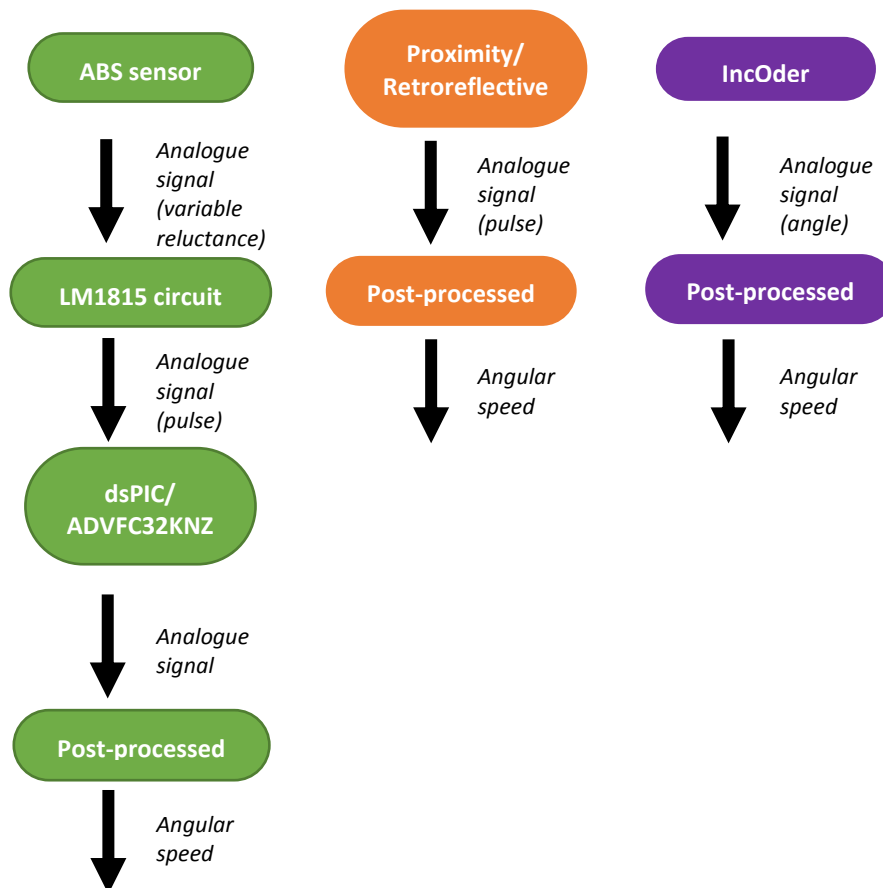 ABS sensor
Analogue
signal
(variable
reluctance)
LM1815 circuit
Analogue
signal
(pulse)
dsPIC/
ADVFC32KNZ
Analogue
signal
Post-processed
Angular
speed
Proximity/
Retroreflective
Analogue
signal
(pulse)
Post-processed
Angular
speed
IncOder
Analogue
signal
(angle)
Post-processed
Angular
speed